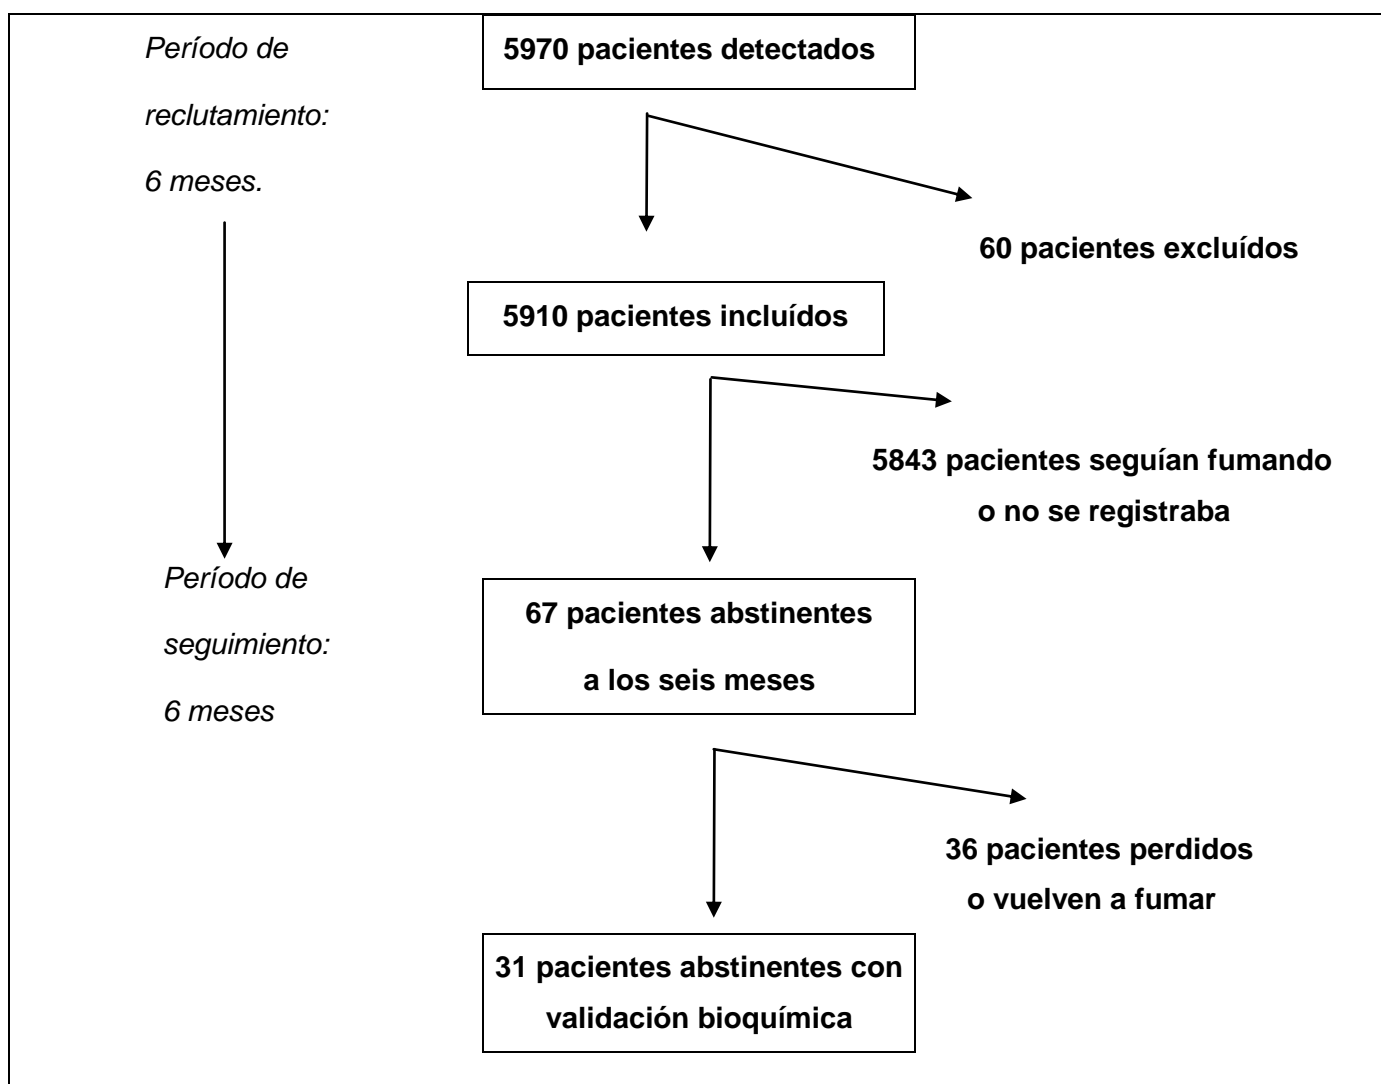 Período de
reclutamiento:
6 meses.
5970 pacientes detectados
60 pacientes excluídos
5910 pacientes incluídos
5843 pacientes seguían fumando
o no se registraba
Período de
seguimiento:
6 meses
67 pacientes abstinentes
a los seis meses
36 pacientes perdidos
o vuelven a fumar
31 pacientes abstinentes con
validación bioquímica